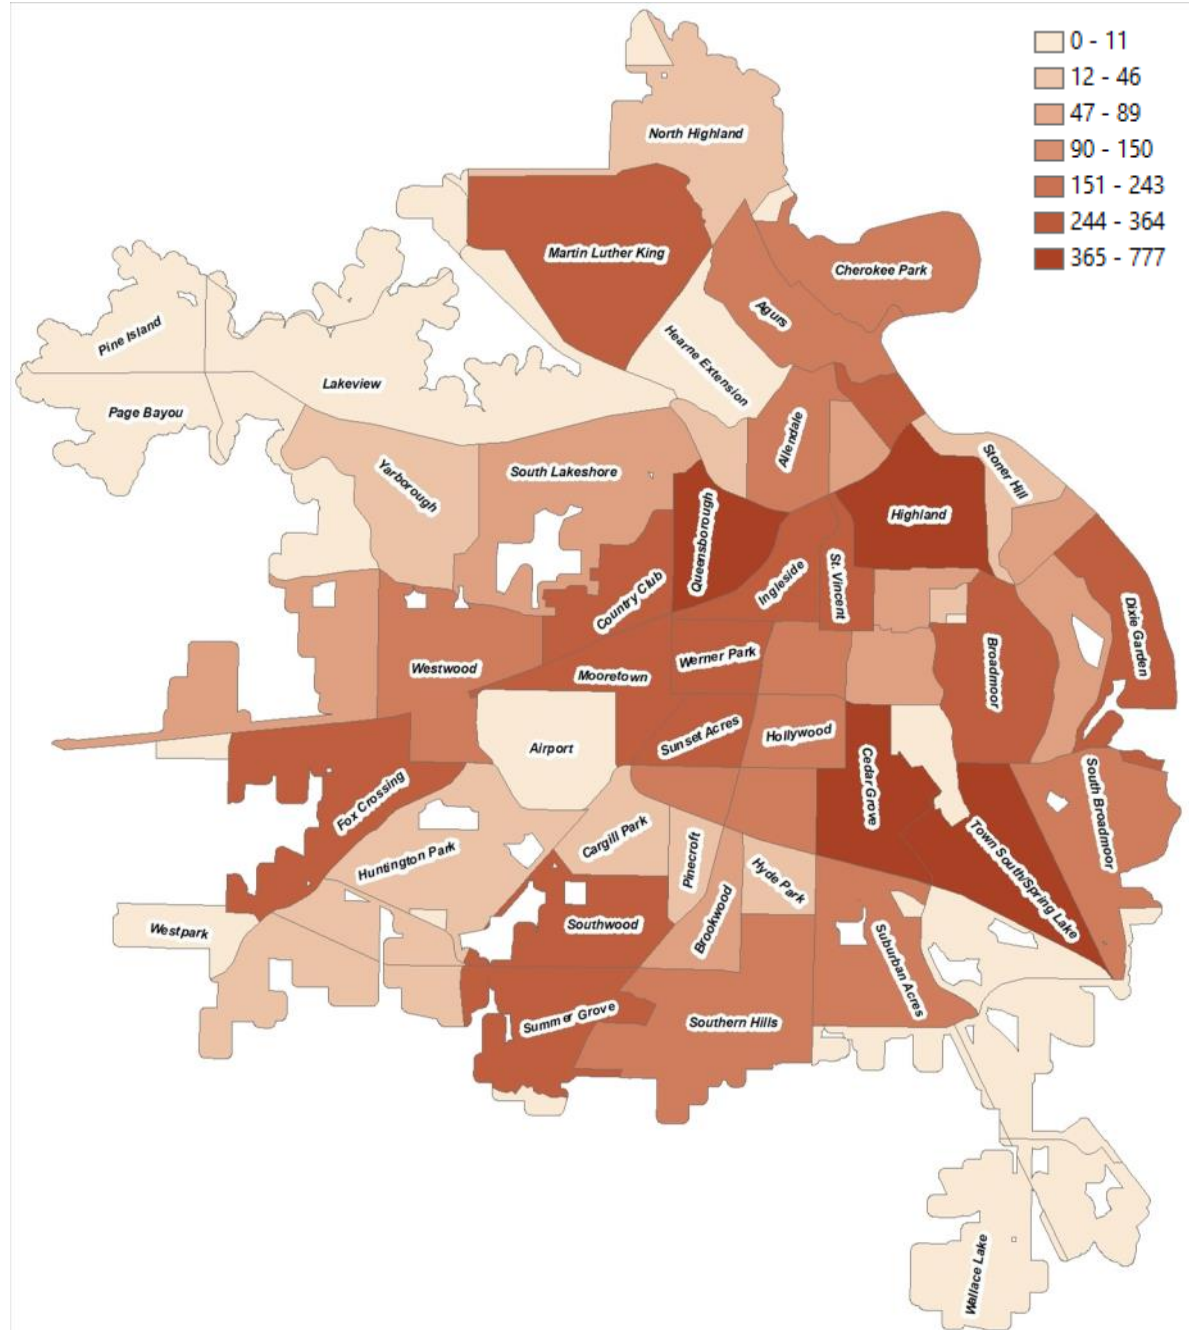 0 - 11
12 - 46
47 - 89
90 - 150
151 - 243
244 - 364
365 - 777
North Highland
Martin Luther King
Cherokee Park
Agurs
Hearne Extension
Pine Island
Lakeview
Page Bayou
Allendale
Stoner Hill
Yarborough
South Lakeshore
Queensborough
Highland
Ingleside
St. Vincent
Country Club
Dixie Garden
Werner Park
Broadmoor
Westwood
Mooretown
Sunset Acres
Hollywood
Airport
Cedar Grove
Fox Crossing
South Broadmoor
Cargill Park
Huntington Park
Pinecroft
Hyde Park
Town South/Spring Lake
Brookwood
Southwood
Westpark
Suburban Acres
Summer Grove
Southern Hills
Wallace Lake